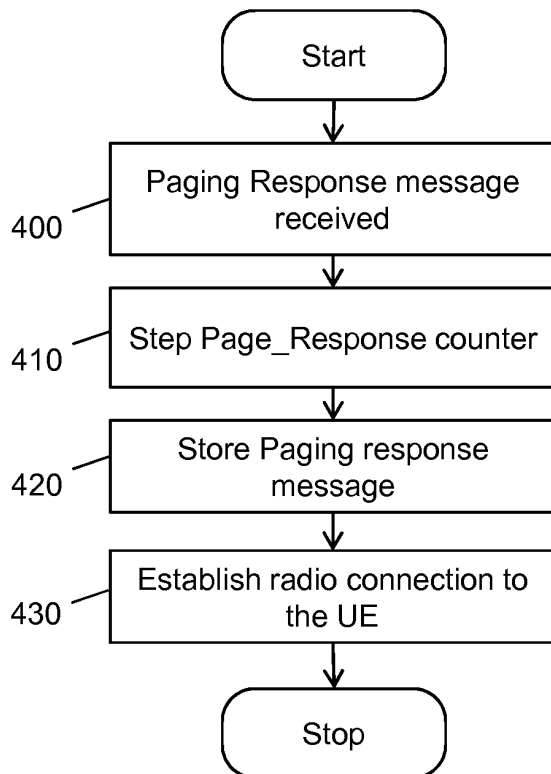 Start
Paging Response message
received
400
Step Page_Response counter
410
Store Paging response
message
420
Establish radio connection to
the UE
430
Stop